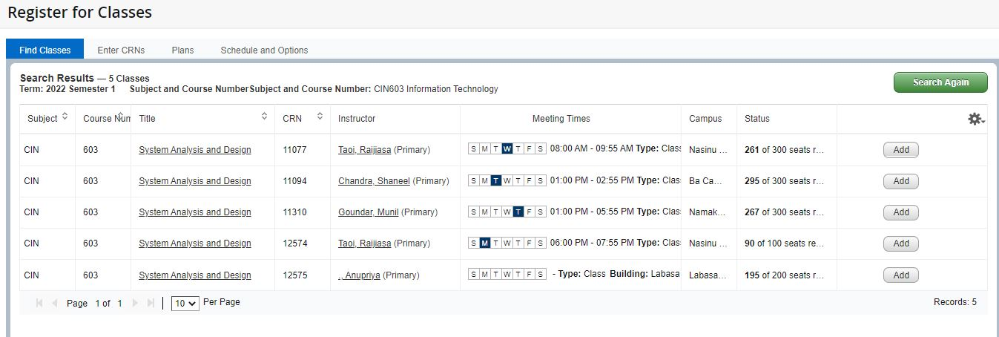 Register for Classes
Find Classes Enter CRNs Plans Schedule and Options
Search Results — 5 Classes
Search Again
Term: 2022 Semester 1 Subject and Course NumberSubject and Course Number: CIN603 Information Technology
Subject Course Num Title CRN Instructor Meeting Times Campus Status
CIN 603 System Analysis and Design 11077 Taoi, Raijiasa (Primary) S M T W T F S 08:00 AM - 09:55 AM Type: Clas Nasinu ... 261 of 300 seats r... Add
CIN 603 System Analysis and Design 11094 Chandra, Shaneel (Primary) S M T W T F S 01:00 PM - 02:55 PM Type: Clas Ba Ca... 295 of 300 seats r... Add
CIN 603 System Analysis and Design 11310 Goundar, Munil (Primary) S M T W T F S 01:00 PM - 05:55 PM Type: Clas Namak... 267 of 300 seats r... Add
CIN 603 System Analysis and Design 12574 Taoi, Raijiasa (Primary) S M T W T F S 06:00 PM - 07:55 PM Type: Clas Nasinu ... 90 of 100 seats re... Add
CIN 603 System Analysis and Design 12575 ., Anupriya (Primary) S M T W T F S - Type: Class Building: Labasa Labasa... 195 of 200 seats r... Add
Page 1 of 1 10 Per Page Records: 5